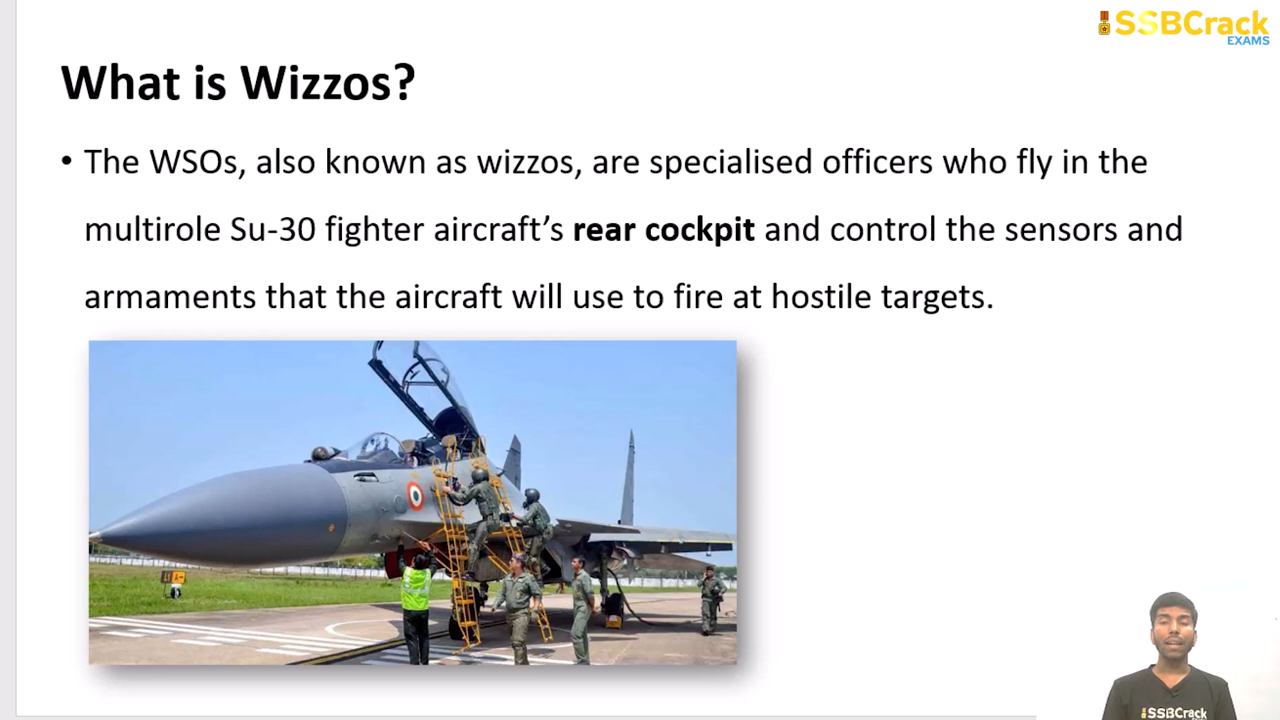 SSBCrack
EXAMS
What is Wizzos?
• The WSOs, also known as wizzos, are specialised officers who fly in the
multirole Su-30 fighter aircraft’s rear cockpit and control the sensors and
armaments that the aircraft will use to fire at hostile targets.
SSBCrack